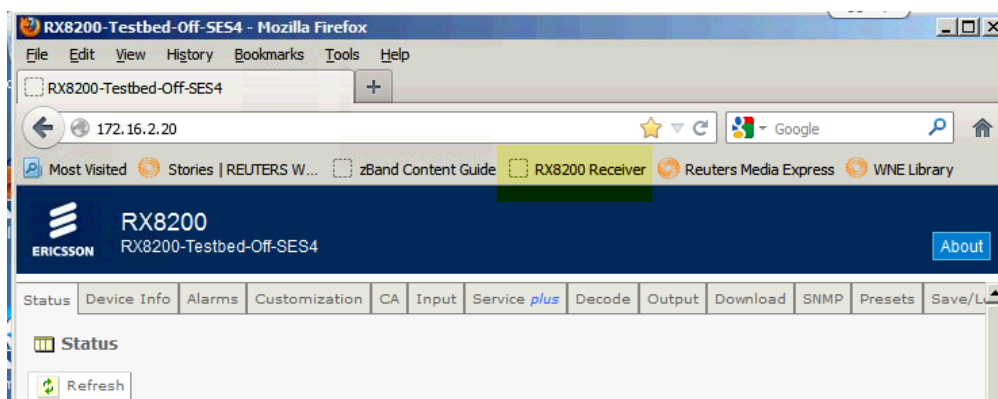 RX8200-Testbed-Off-SES4 - Mozilla Firefox
File Edit View History Bookmarks Tools Help
RX8200-Testbed-Off-SES4
172.16.2.20 Google
Most Visited Stories | REUTERS W... zBand Content Guide RX8200 Receiver Reuters Media Express WNE Library
RX8200
ERICSSON RX8200-Testbed-Off-SES4 About
Status Device Info Alarms Customization CA Input Service plus Decode Output Download SNMP Presets Save/L
Status
Refresh